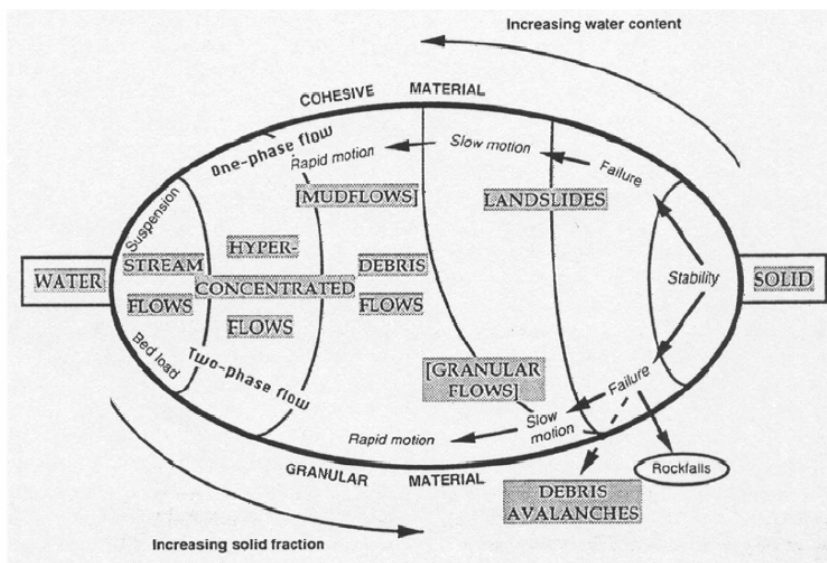 Increasing water content
COHESIVE MATERIAL
One-phase flow
Rapid motion
Slow motion
Failure
[MUDFLOWS]
LANDSLIDES
Suspension
HYPER-
STREAM
DEBRIS
WATER
CONCENTRATED
Stability
SOLID
FLOWS
FLOWS
FLOWS
Bed load
Two-phase flow
[GRANULAR
FLOWS]
Failure
Slow
motion
Rapid motion
Rockfalls
GRANULAR MATERIAL
DEBRIS
AVALANCHES
Increasing solid fraction